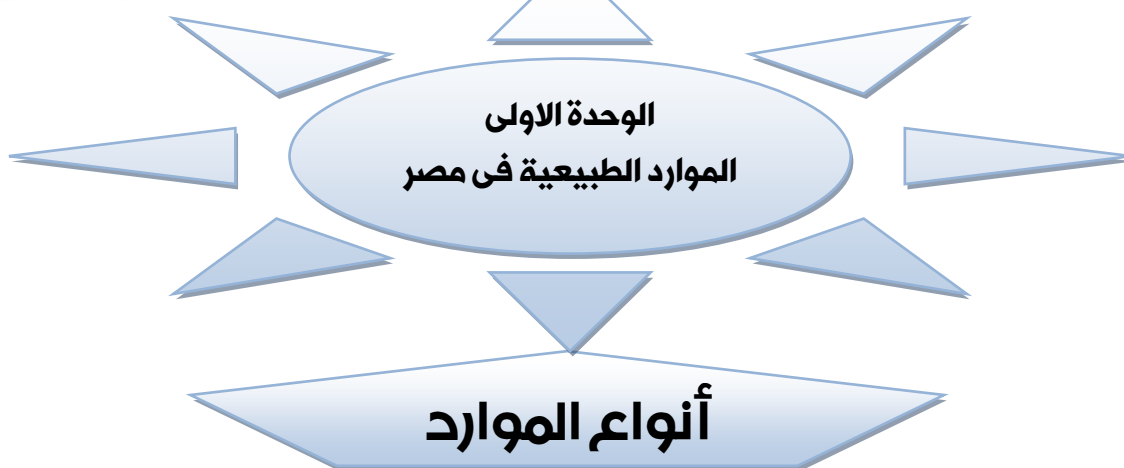 الوحدة الاولى
الموارد الطبيعية فى مصر
أنواع الموارد